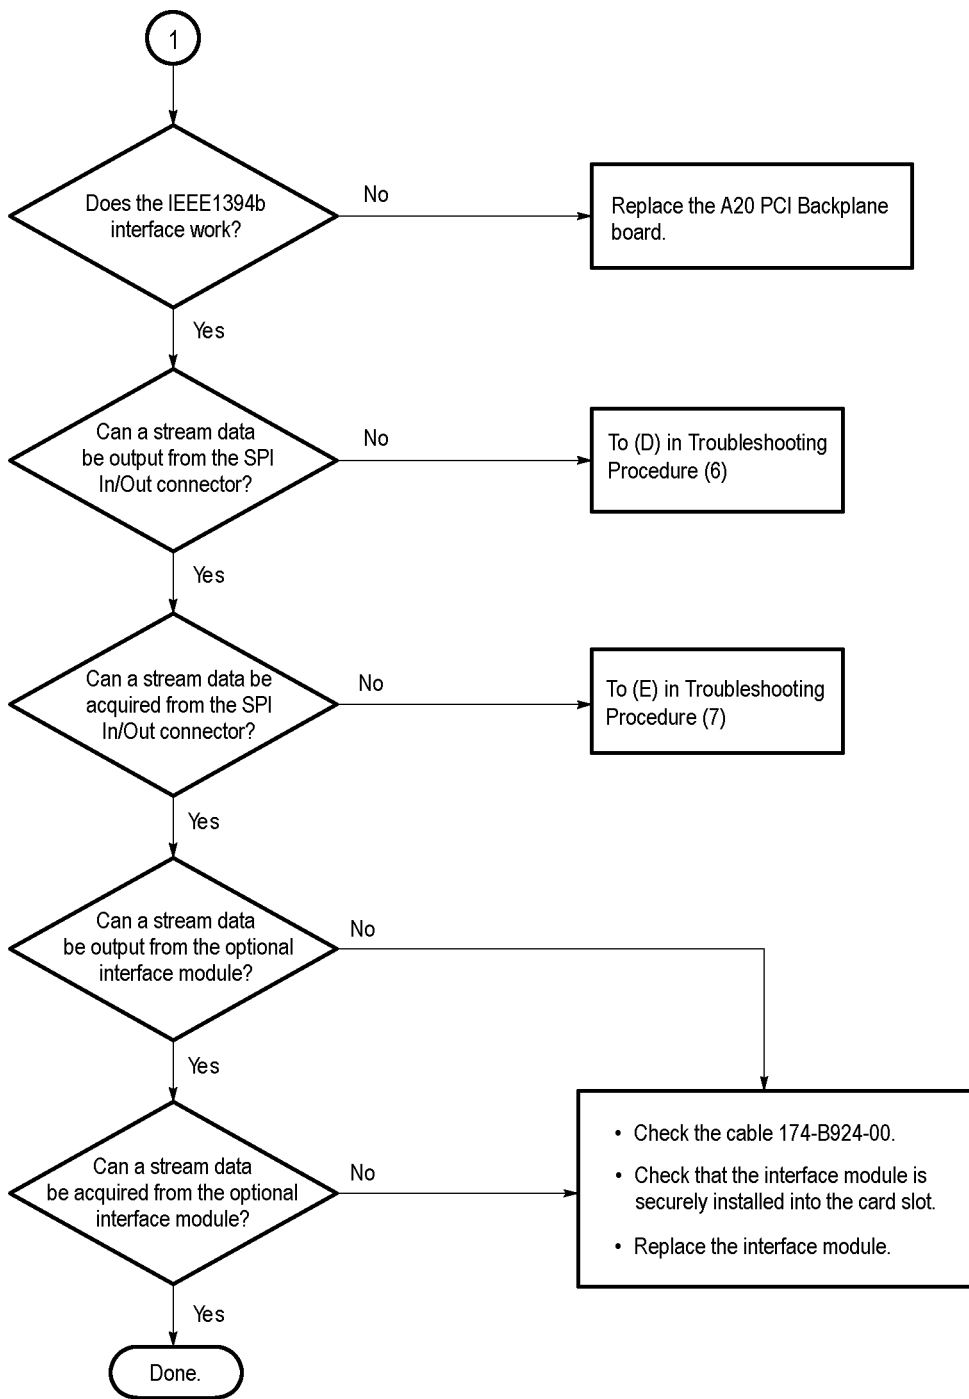 1
Does the IEEE1394b
interface work?
No
Replace the A20 PCI Backplane
board.
Yes
Can a stream data
be output from the SPI
In/Out connector?
No
To (D) in Troubleshooting
Procedure (6)
Yes
Can a stream data be
acquired from the SPI
In/Out connector?
No
To (E) in Troubleshooting
Procedure (7)
Yes
Can a stream data
be output from the optional
interface module?
No
Yes
Can a stream data
be acquired from the optional
interface module?
No
• Check the cable 174-B924-00.
• Check that the interface module is
securely installed into the card slot.
• Replace the interface module.
Yes
Done.